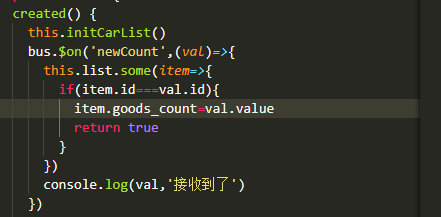 created() {
  this.initCarList()
  bus.$on('newCount',(val)=>{
    this.list.some(item=>{
      if(item.id===val.id){
        item.goods_count=val.value
        return true
      }
    })
    console.log(val,'接收到了')
  })